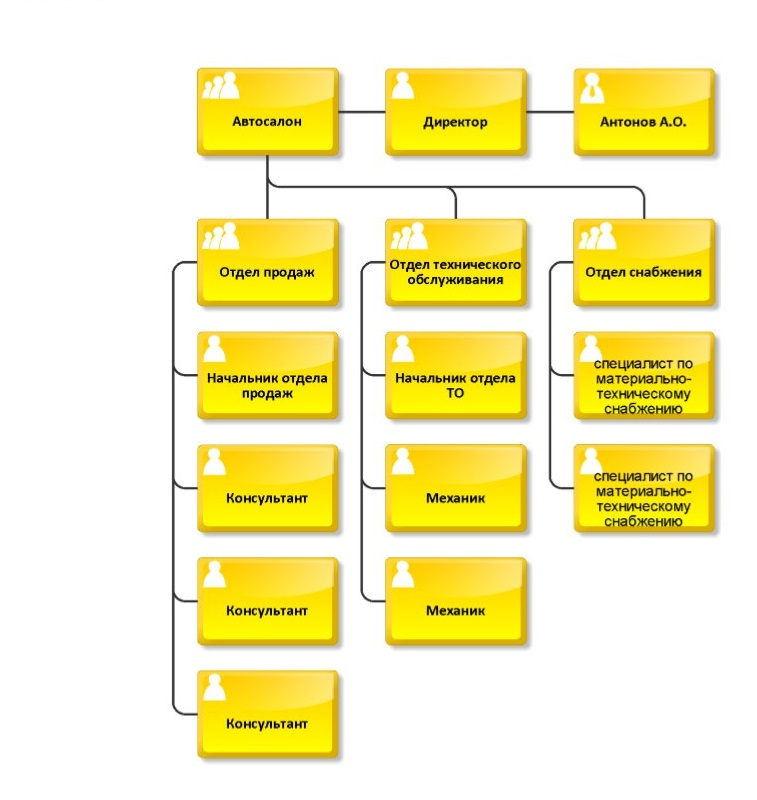 Автосалон
Директор
Антонов А.О.
Отдел продаж
Отдел технического
обслуживания
Отдел снабжения
Начальник отдела
продаж
Начальник отдела
ТО
специалист по
материально-
техническому
снабжению
Консультант
Механик
специалист по
материально-
техническому
снабжению
Консультант
Механик
Консультант